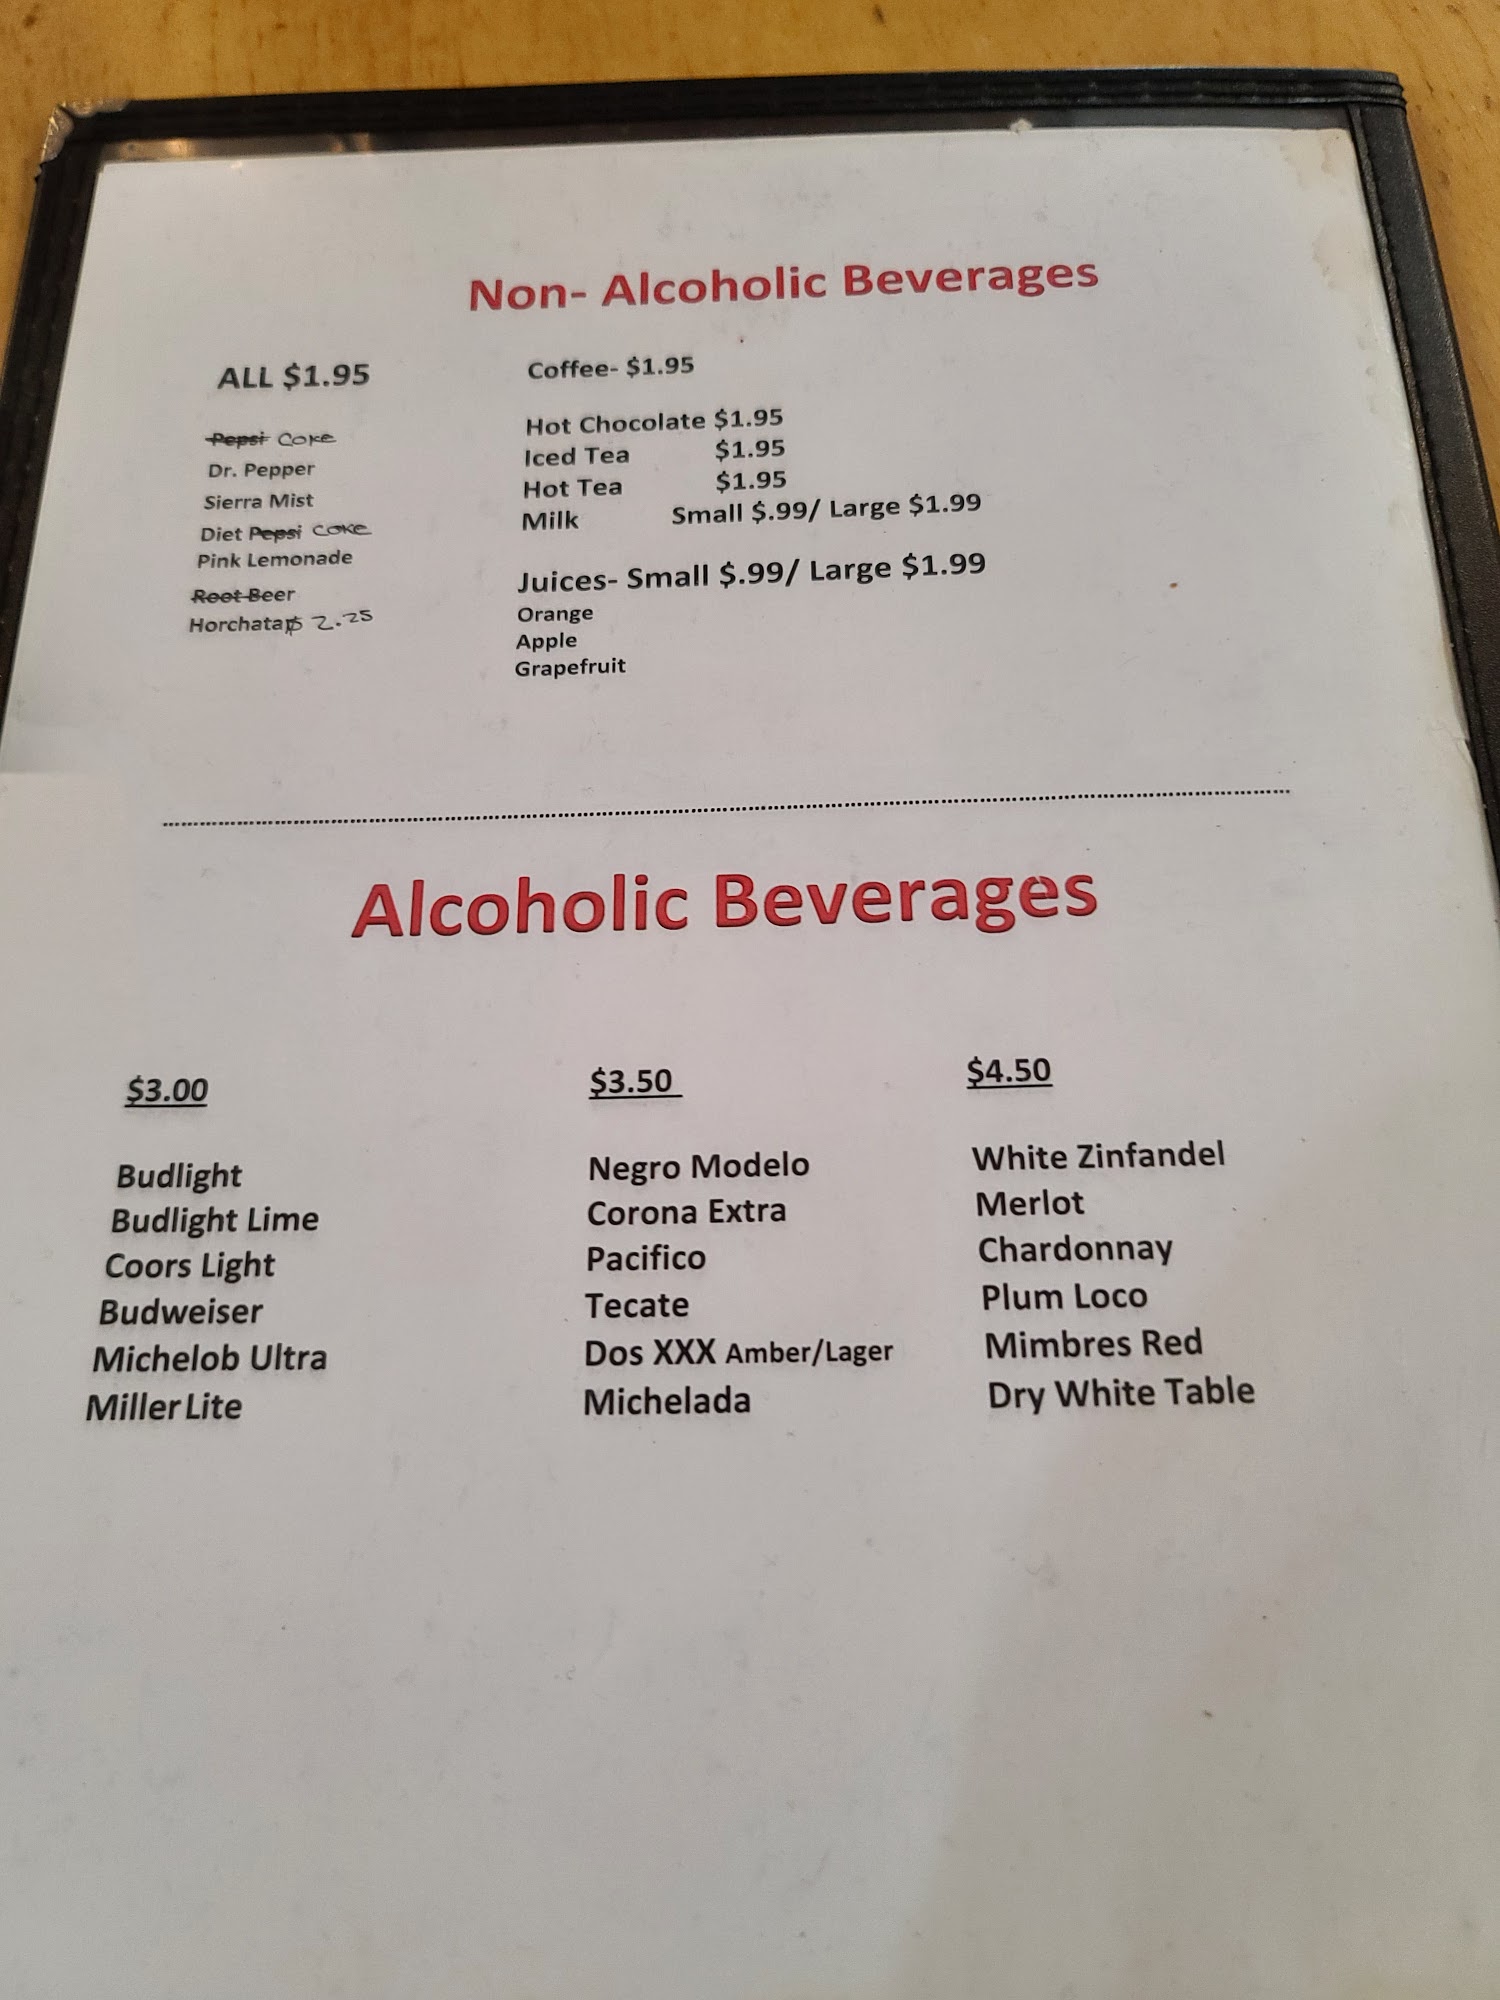 Non- Alcoholic Beverages
ALL $1.95
Pepsi Coke
Dr. Pepper
Sierra Mist
Diet Pepsi Coke
Pink Lemonade
Root Beer
Horchata $ 2.25
Coffee- $1.95
Hot Chocolate $1.95
Iced Tea $1.95
Hot Tea $1.95
Milk Small $.99/ Large $1.99
Juices- Small $.99/ Large $1.99
Orange
Apple
Grapefruit
Alcoholic Beverages
$3.00
Budlight
Budlight Lime
Coors Light
Budweiser
Michelob Ultra
Miller Lite
$3.50
Negro Modelo
Corona Extra
Pacifico
Tecate
Dos XXX Amber/Lager
Michelada
$4.50
White Zinfandel
Merlot
Chardonnay
Plum Loco
Mimbres Red
Dry White Table